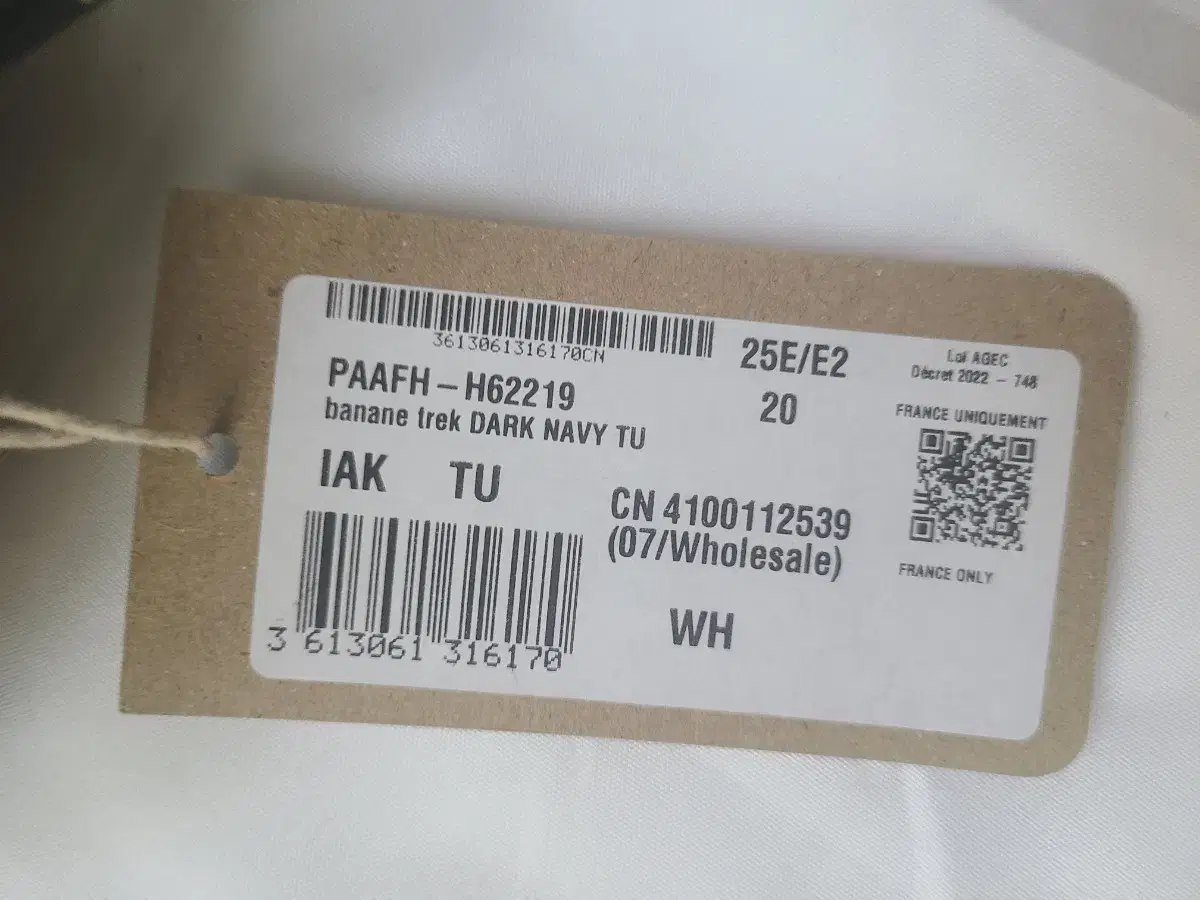 3613061316170CN
PAAFH – H62219
banane trek DARK NAVY TU
IAK TU
3 613061 316170
25E/E2
20
CN 4100112539
(07/Wholesale)
WH
Loi AGEC
Décret 2022 – 748
FRANCE UNIQUEMENT
FRANCE ONLY